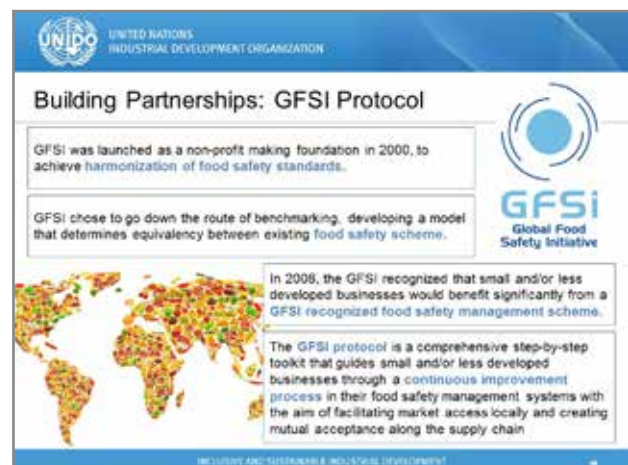 UNIDO
UNITED NATIONS
INDUSTRIAL DEVELOPMENT ORGANIZATION
Building Partnerships: GFSI Protocol
GFSI was launched as a non-profit making foundation in 2000, to
achieve harmonization of food safety standards.
GFSI chose to go down the route of benchmarking, developing a model
that determines equivalency between existing food safety scheme.
GFSi
Global Food
Safety Initiative
In 2008, the GFSI recognized that small and/or less
developed businesses would benefit significantly from a
GFSI recognized food safety management scheme.
The GFSI protocol is a comprehensive step-by-step
toolkit that guides small and/or less developed
businesses through a continuous improvement
process in their food safety management systems with
the aim of facilitating market access locally and creating
mutual acceptance along the supply chain
INCLUSIVE AND SUSTAINABLE INDUSTRIAL DEVELOPMENT